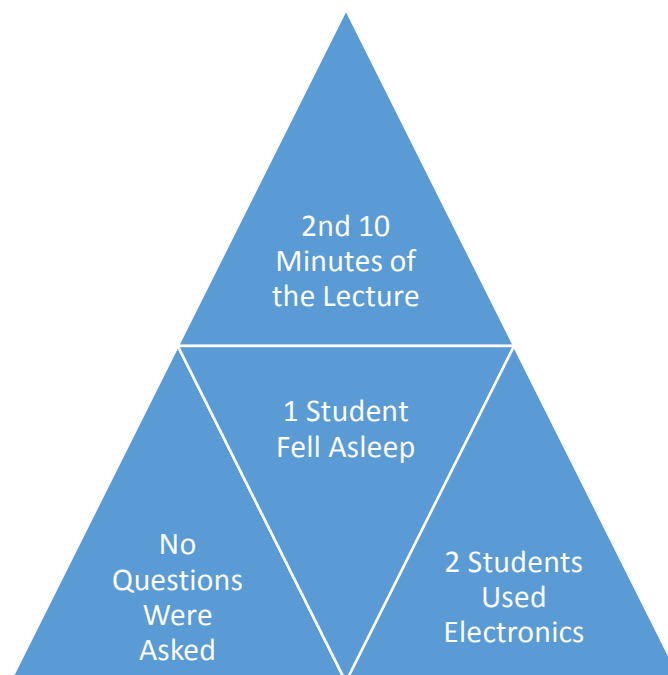 2nd 10
Minutes of
the Lecture
1 Student
Fell Asleep
No
Questions
Were
Asked
2 Students
Used
Electronics